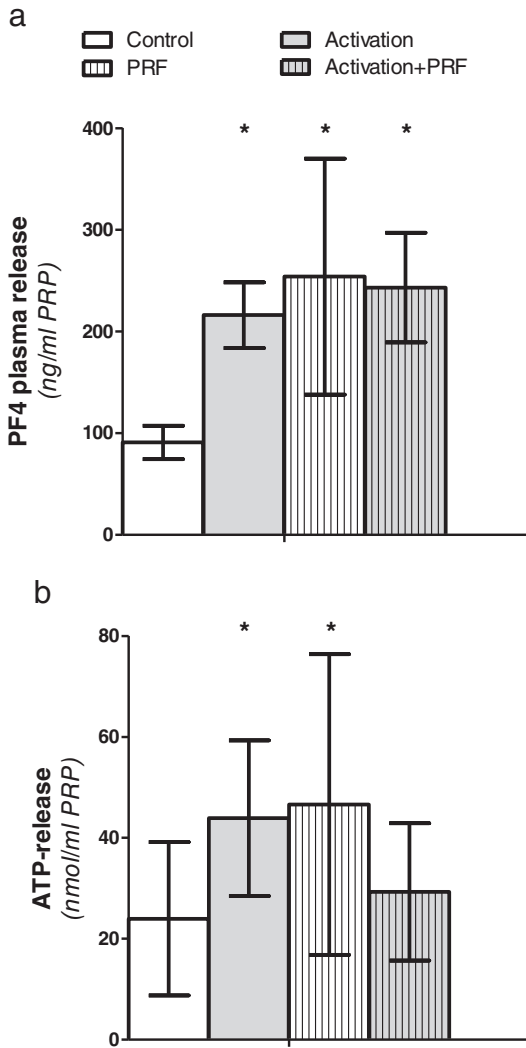 a
Control
Activation
PRF
Activation+PRF
* * *
400
300
200
100
0
PF4 plasma release
(ng/ml PRP)
b
* *
80
60
40
20
0
ATP-release
(nmol/ml PRP)